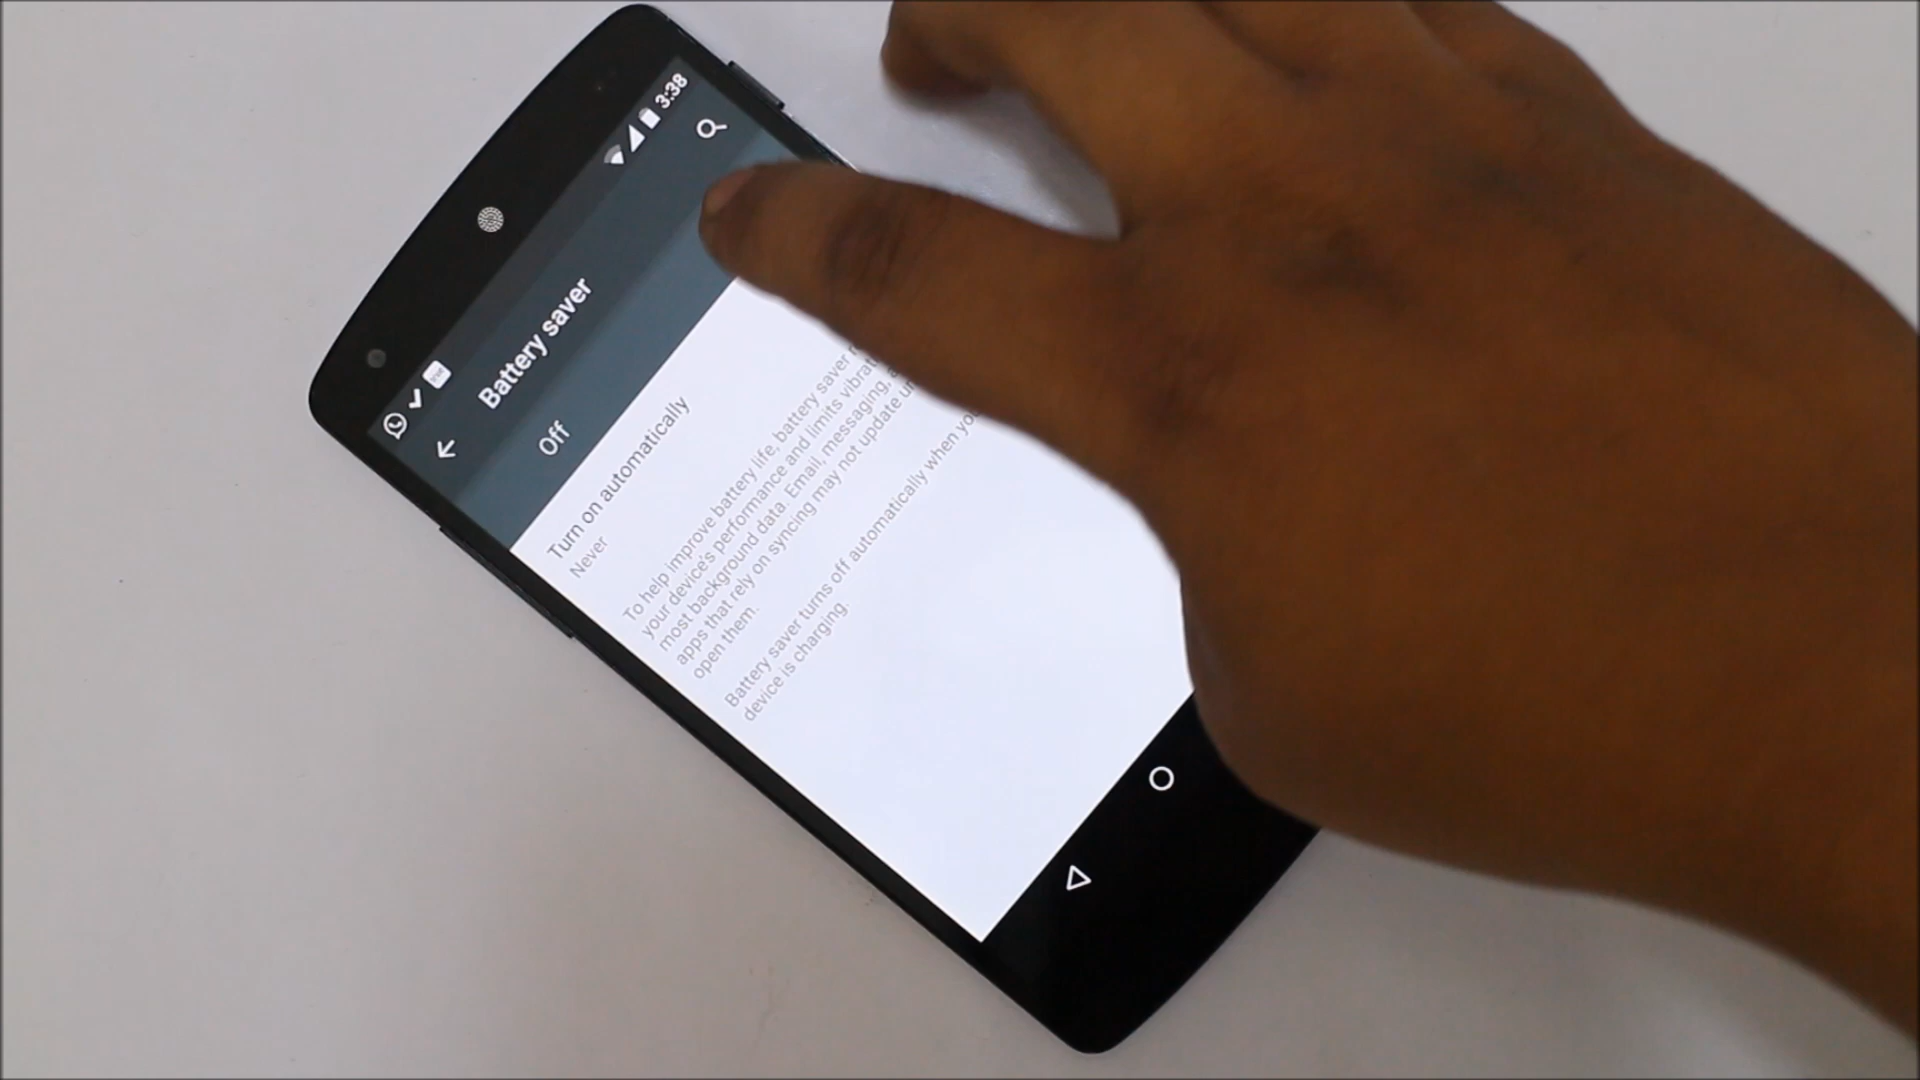 3:38
Battery saver
Off
Turn on automatically
Never
To help improve battery life, battery saver
your device's performance and limits
most background data. Email, messaging,
apps that rely on syncing may not update
open them.
Battery saver turns off automatically when
device is charging.